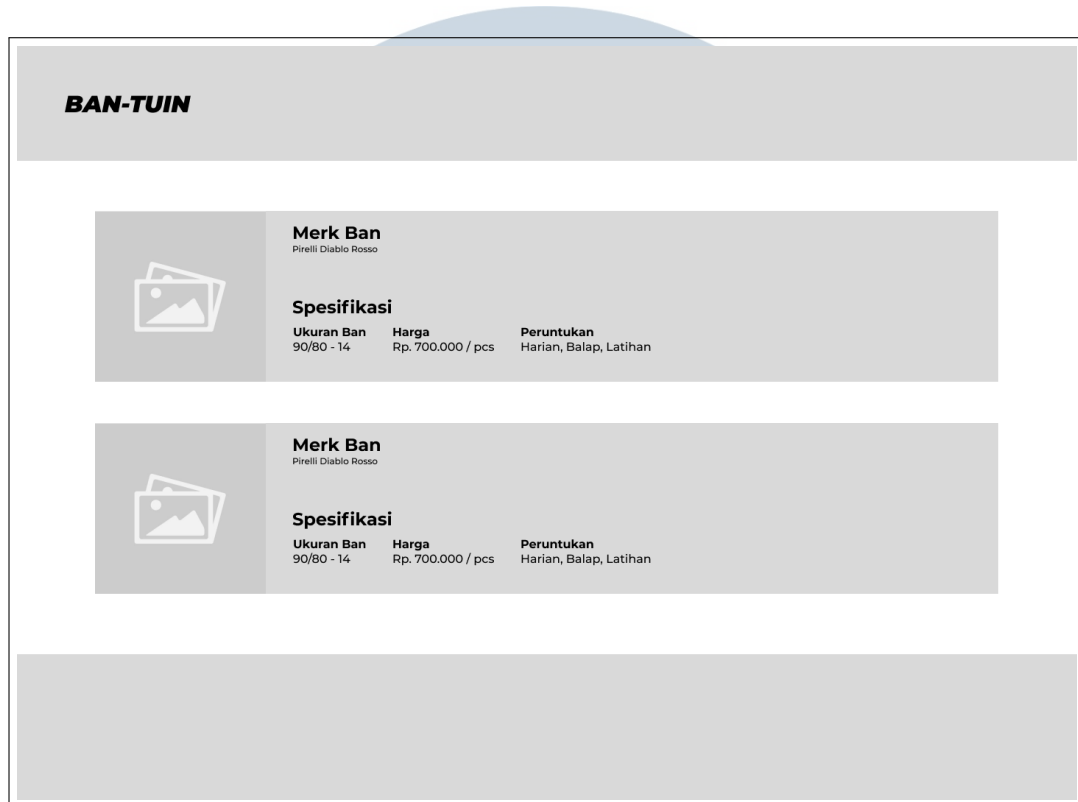 BAN-TUIN
Merk Ban
Pirelli Diablo Rosso
Spesifikasi
Ukuran Ban Harga Peruntukan
90/80 - 14 Rp. 700.000 / pcs Harian, Balap, Latihan
Merk Ban
Pirelli Diablo Rosso
Spesifikasi
Ukuran Ban Harga Peruntukan
90/80 - 14 Rp. 700.000 / pcs Harian, Balap, Latihan